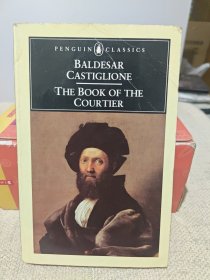 PENGUIN CLASSICS
BALDESAR
CASTIGLIONE
THE BOOK OF THE
COURTIER